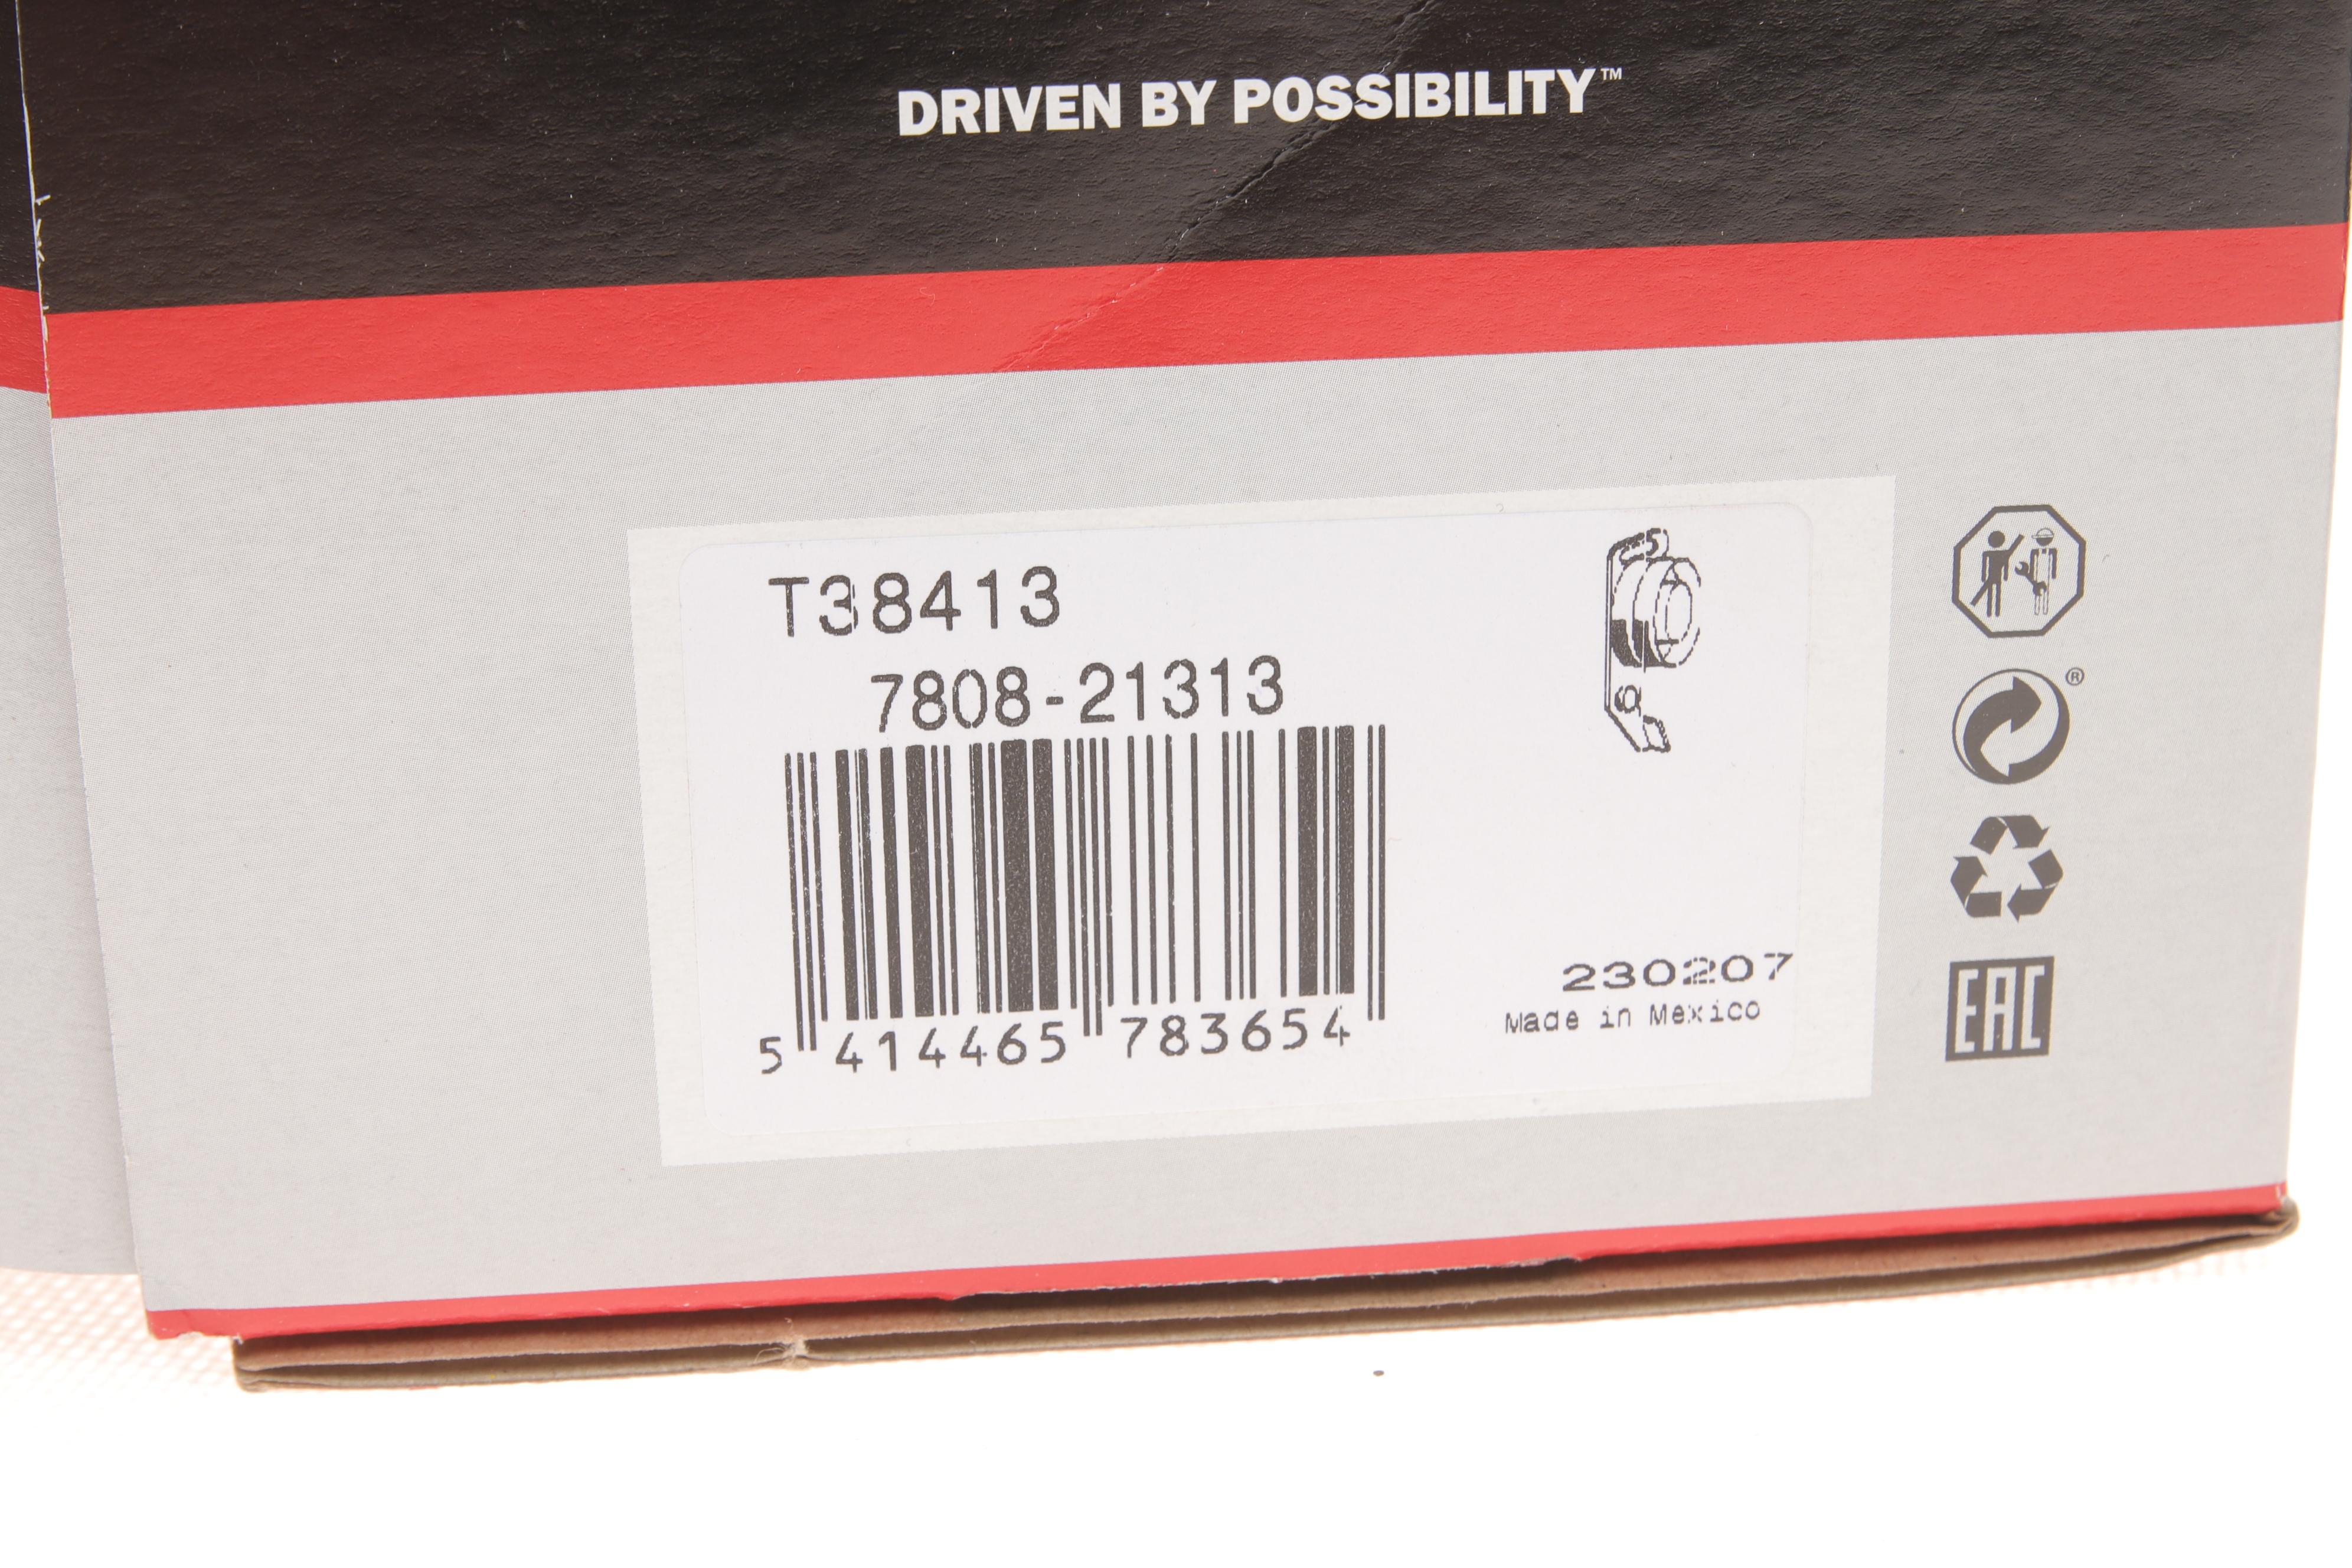 DRIVEN BY POSSIBILITY™
T38413
7808-21313
5 414465 783654
230207
Made in Mexico
®
EAC